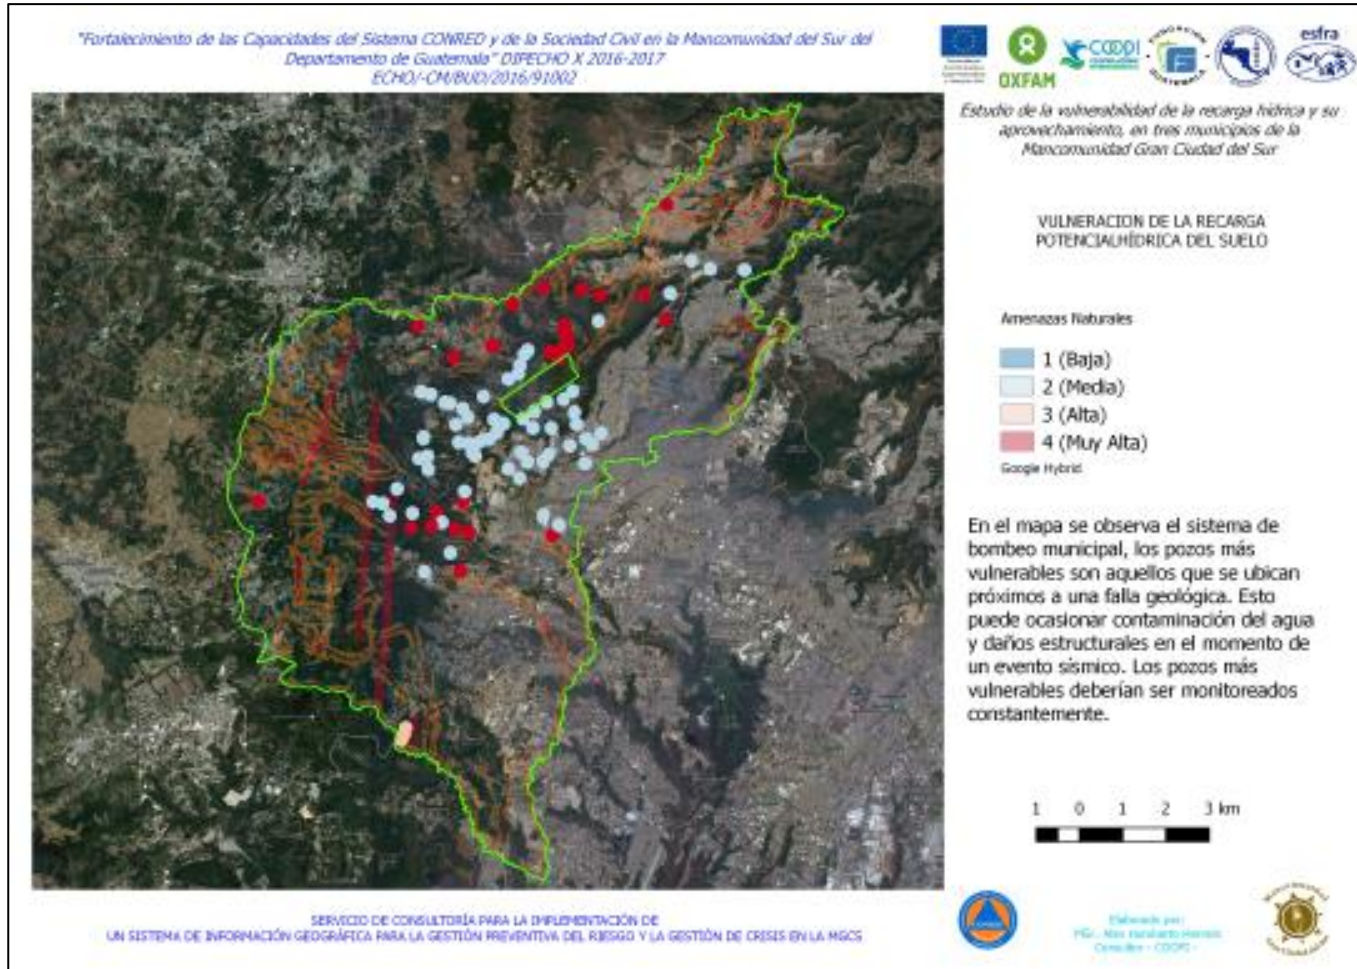 "Fortalecimiento de las Capacidades del Sistema CONRED y de la Sociedad Civil en la Mancomunidad del Sur del
Departamento de Guatemala" DIPECHO X 2016-2017
ECHO/-CM/BUD/2016/91002
OXFAM
COOPI
FUNDACION
GUATEMALA
esfra
Estudio de la vulnerabilidad de la recarga hídrica y su
aprovechamiento, en tres municipios de la
Mancomunidad Gran Ciudad del Sur
VULNERACION DE LA RECARGA
POTENCIALHÍDRICA DEL SUELO
Amenazas Naturales
1 (Baja)
2 (Media)
3 (Alta)
4 (Muy Alta)
Google Hybrid
En el mapa se observa el sistema de
bombeo municipal, los pozos más
vulnerables son aquellos que se ubican
próximos a una falla geológica. Esto
puede ocasionar contaminación del agua
y daños estructurales en el momento de
un evento sísmico. Los pozos más
vulnerables deberían ser monitoreados
constantemente.
1 0 1 2 3 km
SERVICIO DE CONSULTORÍA PARA LA IMPLEMENTACIÓN DE
UN SISTEMA DE INFORMACIÓN GEOGRÁFICA PARA LA GESTIÓN PREVENTIVA DEL RIESGO Y LA GESTIÓN DE CRISIS EN LA MGCS
Elaborado por:
Consultor - COOPI -